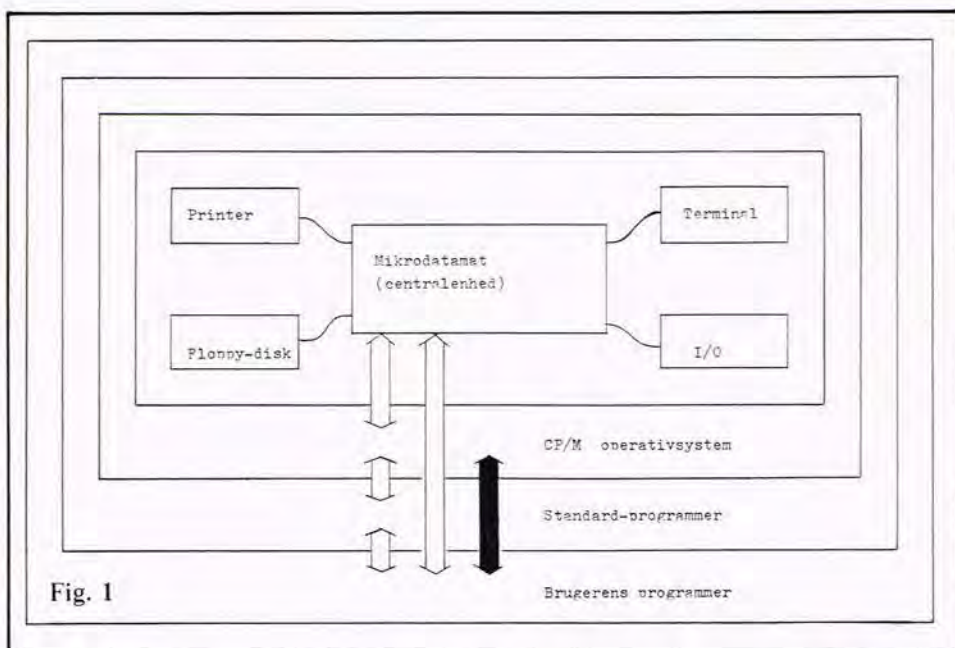 Printer
Terminal
Mikrodatamat
(centralenhed)
Floppy-disk
I/O
CP/M operativsystem
Standard-programmer
Brugerens programmer
Fig. 1